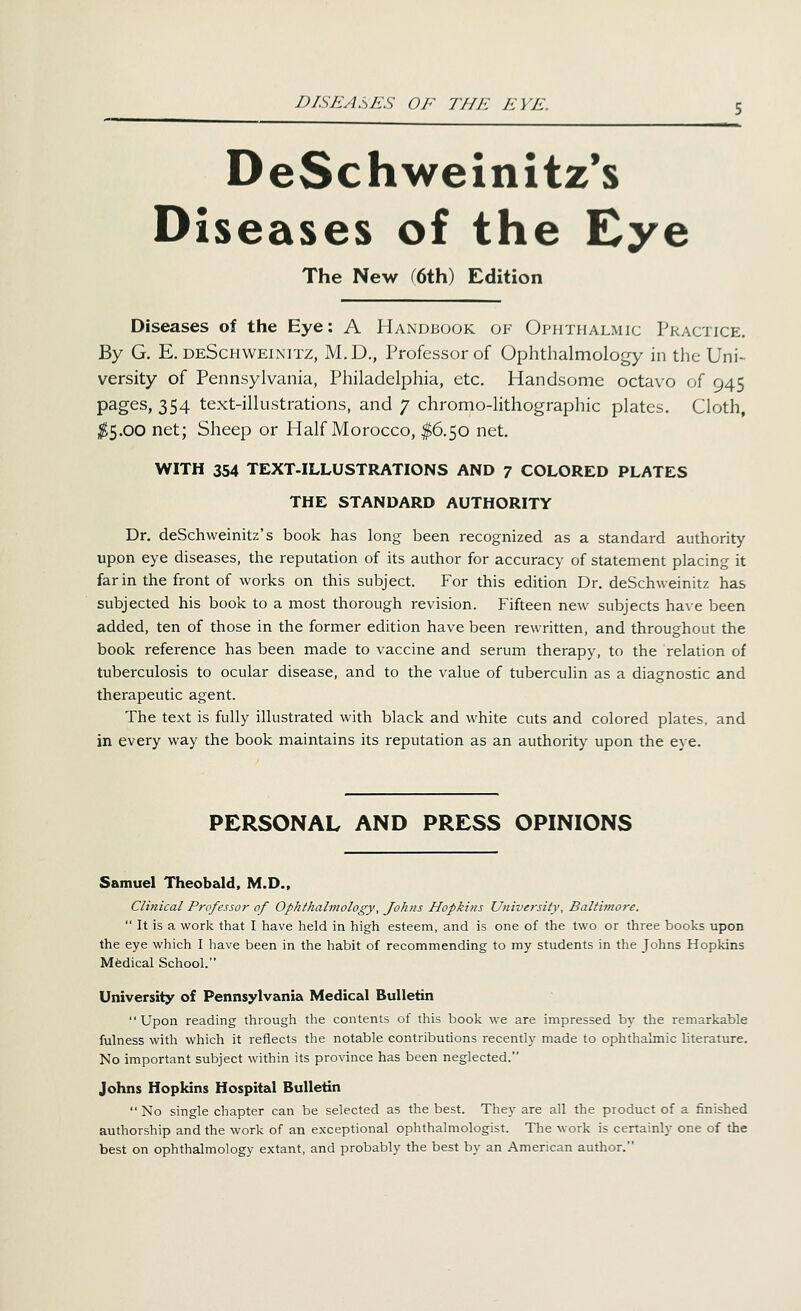 DISEASES OF THE EYE.
5
DeSchweinitz's
Diseases of the Eye
The New (6th) Edition
Diseases of the Eye: A Handbook of Ophthalmic Practice.
By G. E. deSchweinitz, M.D., Professor of Ophthalmology in the Uni-
versity of Pennsylvania, Philadelphia, etc. Handsome octavo of 945
pages, 354 text-illustrations, and 7 chromo-lithographic plates. Cloth,
$5.00 net; Sheep or Half Morocco, $6.50 net.
WITH 354 TEXT-ILLUSTRATIONS AND 7 COLORED PLATES
THE STANDARD AUTHORITY
Dr. deSchweinitz's book has long been recognized as a standard authority
upon eye diseases, the reputation of its author for accuracy of statement placing it
far in the front of works on this subject. For this edition Dr. deSchweinitz has
subjected his book to a most thorough revision. Fifteen new subjects have been
added, ten of those in the former edition have been rewritten, and throughout the
book reference has been made to vaccine and serum therapy, to the relation of
tuberculosis to ocular disease, and to the value of tuberculin as a diagnostic and
therapeutic agent.
The text is fully illustrated with black and white cuts and colored plates, and
in every way the book maintains its reputation as an authority upon the eye.
PERSONAL AND PRESS OPINIONS
Samuel Theobald, M.D.,
Clinical Professor of Ophthalmology, Johns Hopkins University, Baltimore.
"It is a work that I have held in high esteem, and is one of the two or three books upon
the eye which I have been in the habit of recommending to my students in the Johns Hopkins
Medical School."
University of Pennsylvania Medical Bulletin
"Upon reading through the contents of this book we are impressed by the remarkable
fulness with which it reflects the notable contributions recently made to ophthalmic literature.
No important subject within its province has been neglected."
Johns Hopkins Hospital Bulletin
"No single chapter can be selected as the best. They are all the product of a finished
authorship and the work of an exceptional ophthalmologist. The work is certainly one of the
best on ophthalmology extant, and probably the best by an American author."